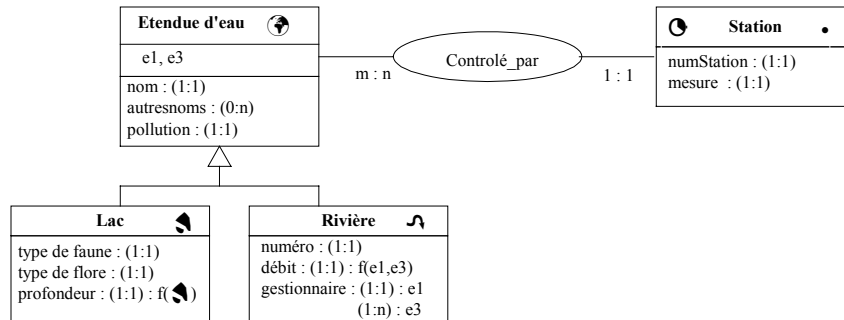 Etendue d'eau
e1, e3
nom : (1:1)
autresnoms : (0:n)
pollution : (1:1)
m : n
Controlé_par
1 : 1
Station
numStation : (1:1)
mesure : (1:1)
Lac
type de faune : (1:1)
type de flore : (1:1)
profondeur : (1:1) : f( )
Rivière
numéro : (1:1)
débit : (1:1) : f(e1,e3)
gestionnaire : (1:1) : e1
(1:n) : e3